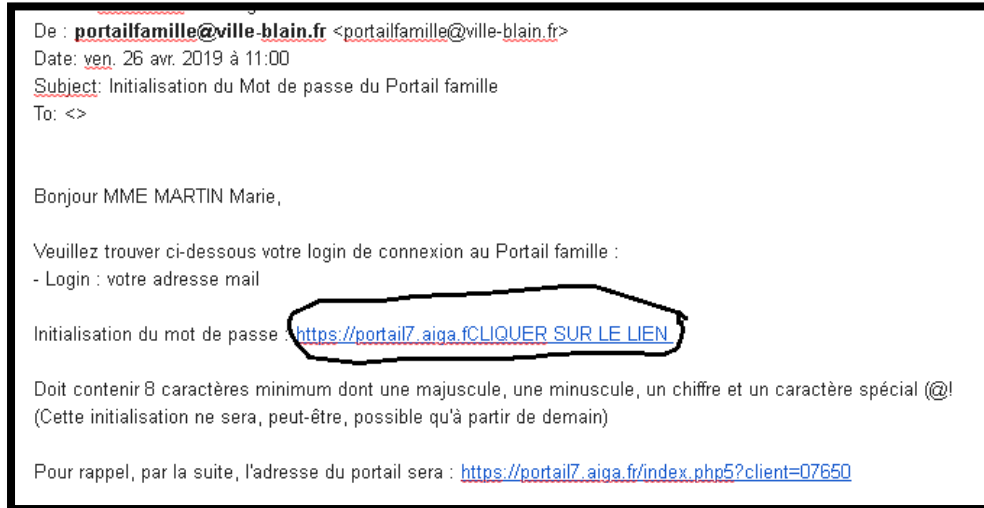 De : portailfamille@ville-blain.fr <portailfamille@ville-blain.fr>
Date: ven. 26 avr. 2019 à 11:00
Subject: Initialisation du Mot de passe du Portail famille
To: <>
Bonjour MME MARTIN Marie,
Veuillez trouver ci-dessous votre login de connexion au Portail famille :
- Login : votre adresse mail
Initialisation du mot de passe : https://portail7.aiga.fCLIQUER SUR LE LIEN
Doit contenir 8 caractères minimum dont une majuscule, une minuscule, un chiffre et un caractère spécial (@!
(Cette initialisation ne sera, peut-être, possible qu'à partir de demain)
Pour rappel, par la suite, l'adresse du portail sera : https://portail7.aiga.fr/index.php5?client=07650